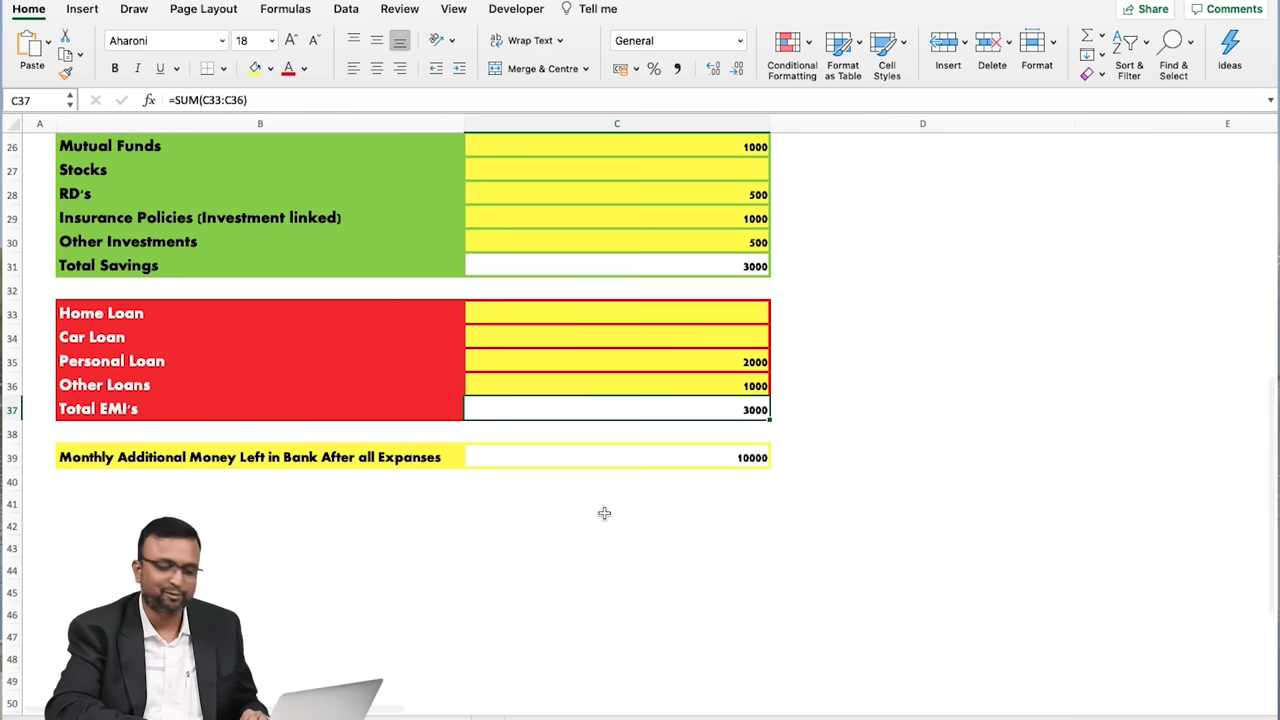 Home Insert Draw Page Layout Formulas Data Review View Developer Tell me Share Comments
Paste
Aharoni 18
B I U A
Wrap Text
Merge & Centre
General
% 9
Conditional Formatting
Format as Table
Cell Styles
Insert
Delete
Format
Sort & Filter
Find & Select
Ideas
C37 fx =SUM(C33:C36)
A B C D E
26 Mutual Funds 1000
27 Stocks
28 RD's 500
29 Insurance Policies (Investment linked) 1000
30 Other Investments 500
31 Total Savings 3000
32
33 Home Loan
34 Car Loan
35 Personal Loan 2000
36 Other Loans 1000
37 Total EMI's 3000
38
39 Monthly Additional Money Left in Bank After all Expanses 10000
40
41
42
43
44
45
46
47
48
49
50